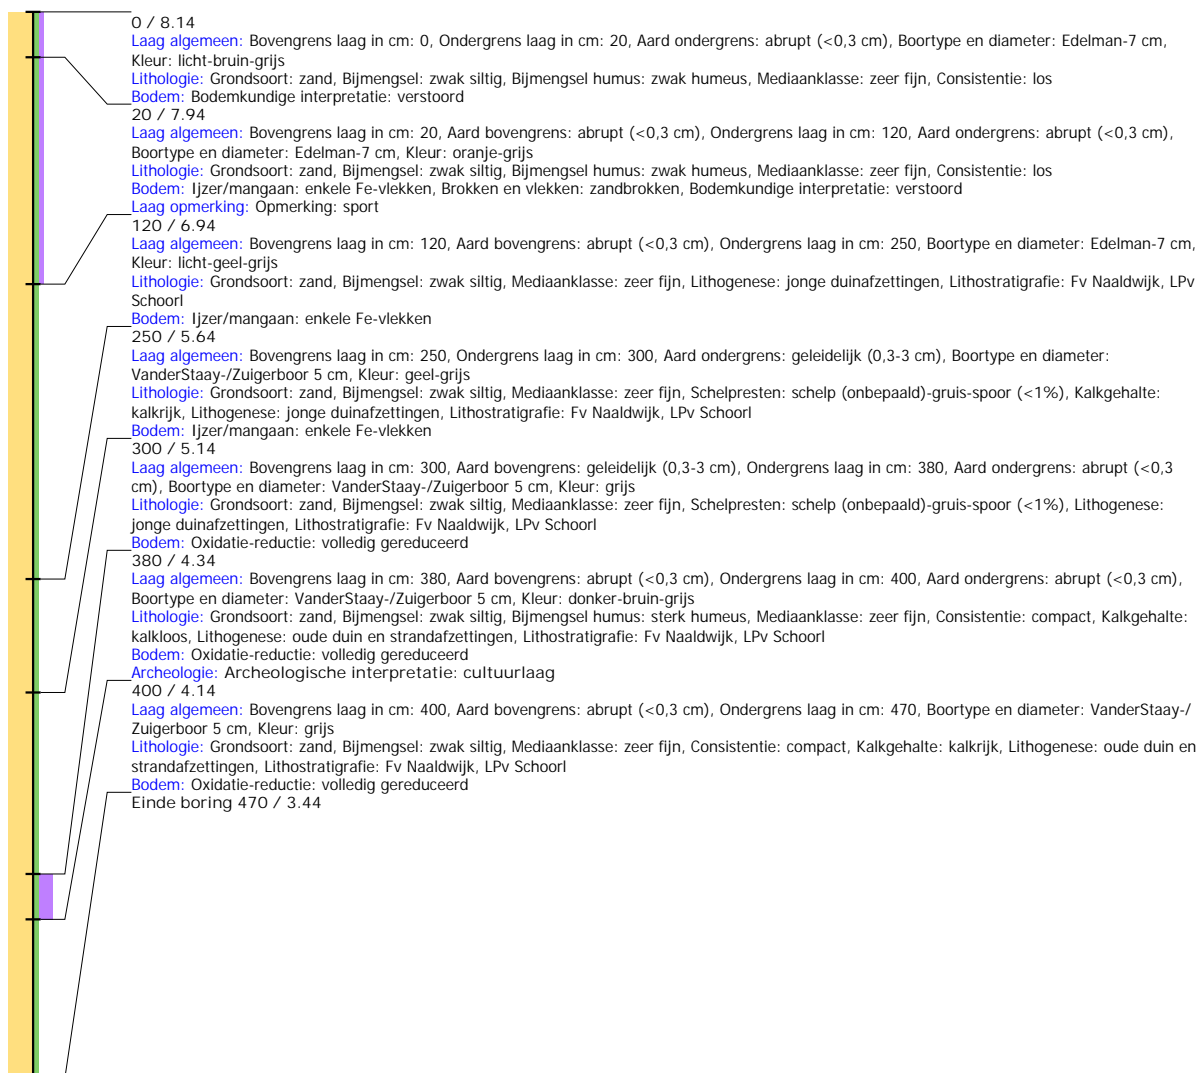 0 / 8.14
Laag algemeen: Bovengrens laag in cm: 0, Ondergrens laag in cm: 20, Aard ondergrens: abrupt (<0,3 cm), Boortype en diameter: Edelman-7 cm,
Kleur: licht-bruin-grijs
Lithologie: Grondsoort: zand, Bijmengsel: zwak siltig, Bijmengsel humus: zwak humeus, Mediaanklasse: zeer fijn, Consistentie: los
Bodem: Bodemkundige interpretatie: verstoord
20 / 7.94
Laag algemeen: Bovengrens laag in cm: 20, Aard bovengrens: abrupt (<0,3 cm), Ondergrens laag in cm: 120, Aard ondergrens: abrupt (<0,3 cm),
Boortype en diameter: Edelman-7 cm, Kleur: oranje-grijs
Lithologie: Grondsoort: zand, Bijmengsel: zwak siltig, Bijmengsel humus: zwak humeus, Mediaanklasse: zeer fijn, Consistentie: los
Bodem: Ijzer/mangaan: enkele Fe-vlekken, Brokken en vlekken: zandbrokken, Bodemkundige interpretatie: verstoord
Laag opmerking: Opmerking: sport
120 / 6.94
Laag algemeen: Bovengrens laag in cm: 120, Aard bovengrens: abrupt (<0,3 cm), Ondergrens laag in cm: 250, Boortype en diameter: Edelman-7 cm,
Kleur: licht-geel-grijs
Lithologie: Grondsoort: zand, Bijmengsel: zwak siltig, Mediaanklasse: zeer fijn, Lithogenese: jonge duinafzettingen, Lithostratigrafie: Fv Naaldwijk, LPv
Schoorl
Bodem: Ijzer/mangaan: enkele Fe-vlekken
250 / 5.64
Laag algemeen: Bovengrens laag in cm: 250, Ondergrens laag in cm: 300, Aard ondergrens: geleidelijk (0,3-3 cm), Boortype en diameter:
VanderStaay-/Zuigerboor 5 cm, Kleur: geel-grijs
Lithologie: Grondsoort: zand, Bijmengsel: zwak siltig, Mediaanklasse: zeer fijn, Schelpresten: schelp (onbepaald)-gruis-spoor (<1%), Kalkgehalte:
kalkrijk, Lithogenese: jonge duinafzettingen, Lithostratigrafie: Fv Naaldwijk, LPv Schoorl
Bodem: Ijzer/mangaan: enkele Fe-vlekken
300 / 5.14
Laag algemeen: Bovengrens laag in cm: 300, Aard bovengrens: geleidelijk (0,3-3 cm), Ondergrens laag in cm: 380, Aard ondergrens: abrupt (<0,3
cm), Boortype en diameter: VanderStaay-/Zuigerboor 5 cm, Kleur: grijs
Lithologie: Grondsoort: zand, Bijmengsel: zwak siltig, Mediaanklasse: zeer fijn, Schelpresten: schelp (onbepaald)-gruis-spoor (<1%), Lithogenese:
jonge duinafzettingen, Lithostratigrafie: Fv Naaldwijk, LPv Schoorl
Bodem: Oxidatie-reductie: volledig gereduceerd
380 / 4.34
Laag algemeen: Bovengrens laag in cm: 380, Aard bovengrens: abrupt (<0,3 cm), Ondergrens laag in cm: 400, Aard ondergrens: abrupt (<0,3 cm),
Boortype en diameter: VanderStaay-/Zuigerboor 5 cm, Kleur: donker-bruin-grijs
Lithologie: Grondsoort: zand, Bijmengsel: zwak siltig, Bijmengsel humus: sterk humeus, Mediaanklasse: zeer fijn, Consistentie: compact, Kalkgehalte:
kalkloos, Lithogenese: oude duin en strandafzettingen, Lithostratigrafie: Fv Naaldwijk, LPv Schoorl
Bodem: Oxidatie-reductie: volledig gereduceerd
Archeologie: Archeologische interpretatie: cultuurlaag
400 / 4.14
Laag algemeen: Bovengrens laag in cm: 400, Aard bovengrens: abrupt (<0,3 cm), Ondergrens laag in cm: 470, Boortype en diameter: VanderStaay-/
Zuigerboor 5 cm, Kleur: grijs
Lithologie: Grondsoort: zand, Bijmengsel: zwak siltig, Mediaanklasse: zeer fijn, Consistentie: compact, Kalkgehalte: kalkrijk, Lithogenese: oude duin en
strandafzettingen, Lithostratigrafie: Fv Naaldwijk, LPv Schoorl
Bodem: Oxidatie-reductie: volledig gereduceerd
Einde boring 470 / 3.44